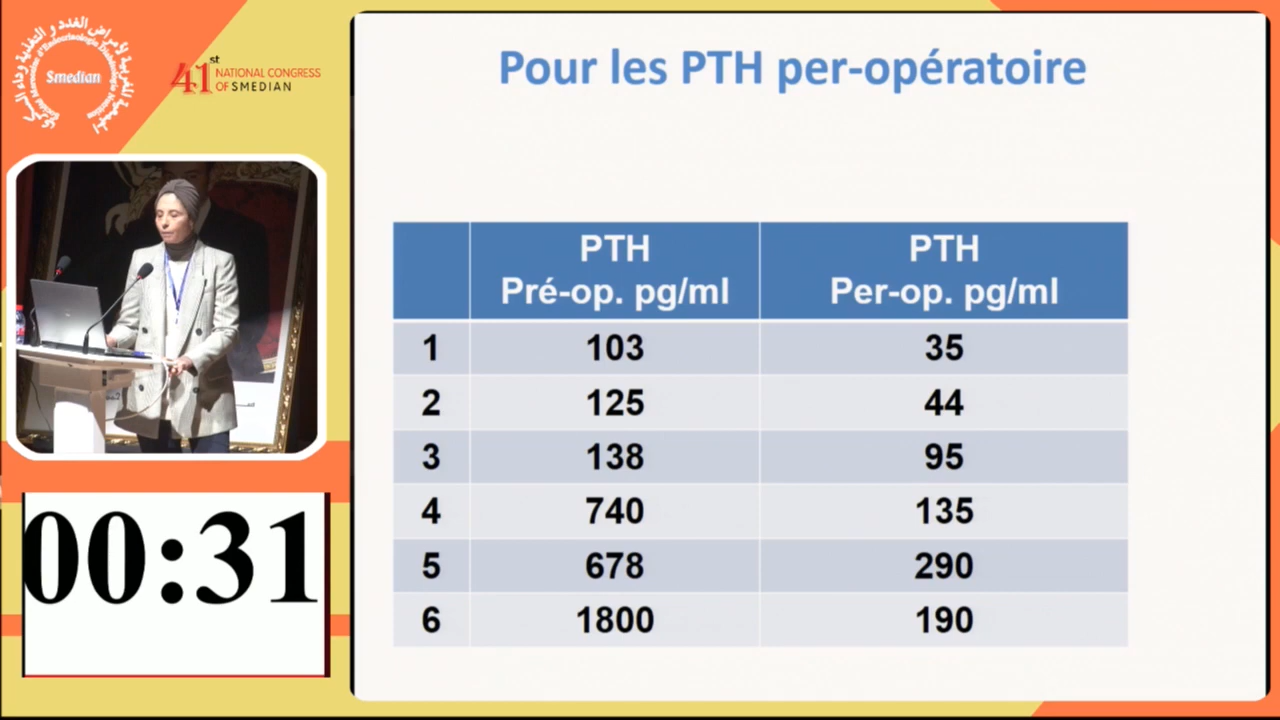 Smedian
41st NATIONAL CONGRESS
OF SMEDIAN
00:31
Pour les PTH per-opératoire
PTH
Pré-op. pg/ml
PTH
Per-op. pg/ml
1 103 35
2 125 44
3 138 95
4 740 135
5 678 290
6 1800 190